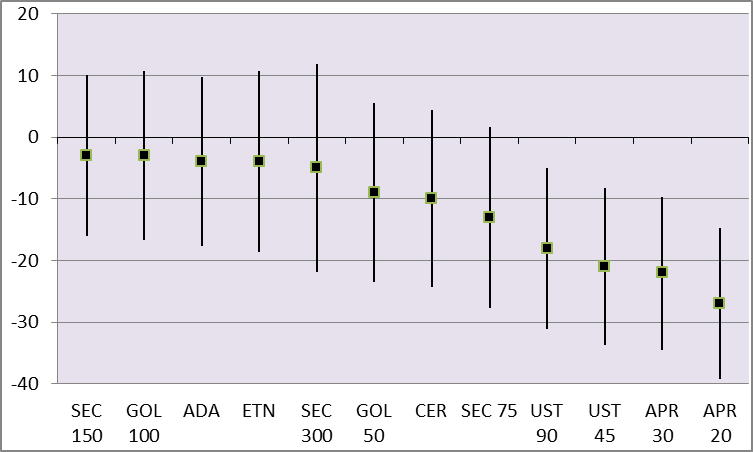 20
10
0
-10
-20
-30
-40
SEC 150
GOL 100
ADA
ETN
SEC 300
GOL 50
CER
SEC 75
UST 90
UST 45
APR 30
APR 20